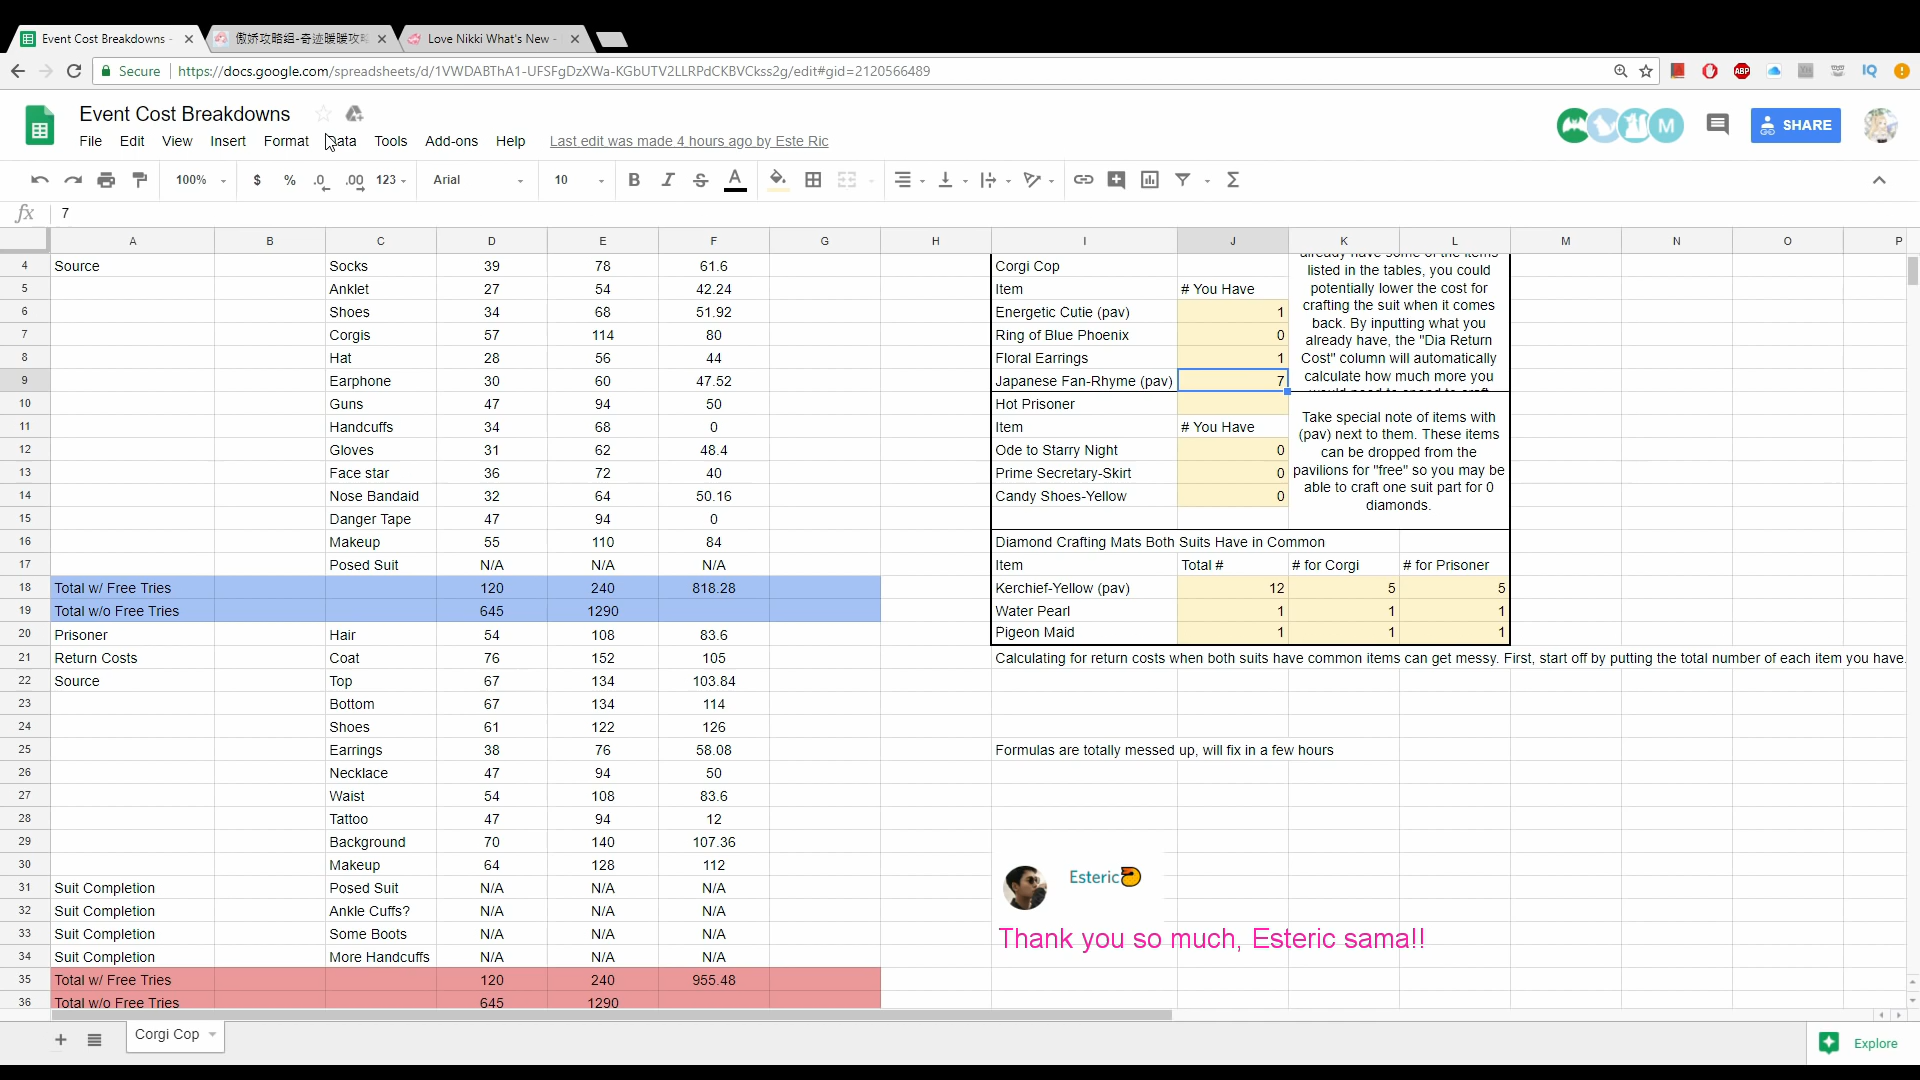 Event Cost Breakdowns -
傲娇攻略组-奇迹暖暖攻略
Love Nikki What's New -
Secure
https://docs.google.com/spreadsheets/d/1VWDABThA1-UFSFgDzXWa-KGbUTV2LLRPdCKBVCkss2g/edit#gid=2120566489
ABP
IQ
Event Cost Breakdowns
File Edit View Insert Format Data Tools Add-ons Help Last edit was made 4 hours ago by Este Ric
M
SHARE
100% $ % .0 .00 123 Arial 10 B I S A
fx 7
A B C D E F G H I J K L M N O P
4 Source Socks 39 78 61.6 Corgi Cop
5 Anklet 27 54 42.24 Item # You Have
6 Shoes 34 68 51.92 Energetic Cutie (pav) 1
7 Corgis 57 114 80 Ring of Blue Phoenix 0
8 Hat 28 56 44 Floral Earrings 1
9 Earphone 30 60 47.52 Japanese Fan-Rhyme (pav) 7
already have some of the items
listed in the tables, you could
potentially lower the cost for
crafting the suit when it comes
back. By inputting what you
already have, the "Dia Return
Cost" column will automatically
calculate how much more you
10 Guns 47 94 50 Hot Prisoner
11 Handcuffs 34 68 0 Item # You Have
12 Gloves 31 62 48.4 Ode to Starry Night 0
13 Face star 36 72 40 Prime Secretary-Skirt 0
14 Nose Bandaid 32 64 50.16 Candy Shoes-Yellow 0
15 Danger Tape 47 94 0
Take special note of items with
(pav) next to them. These items
can be dropped from the
pavilions for "free" so you may be
able to craft one suit part for 0
diamonds.
16 Makeup 55 110 84 Diamond Crafting Mats Both Suits Have in Common
17 Posed Suit N/A N/A N/A Item Total # # for Corgi # for Prisoner
18 Total w/ Free Tries 120 240 818.28 Kerchief-Yellow (pav) 12 5 5
19 Total w/o Free Tries 645 1290 Water Pearl 1 1 1
20 Prisoner Hair 54 108 83.6 Pigeon Maid 1 1 1
21 Return Costs Coat 76 152 105 Calculating for return costs when both suits have common items can get messy. First, start off by putting the total number of each item you have.
22 Source Top 67 134 103.84
23 Bottom 67 134 114
24 Shoes 61 122 126
25 Earrings 38 76 58.08 Formulas are totally messed up, will fix in a few hours
26 Necklace 47 94 50
27 Waist 54 108 83.6
28 Tattoo 47 94 12
29 Background 70 140 107.36
30 Makeup 64 128 112
31 Suit Completion Posed Suit N/A N/A N/A
32 Suit Completion Ankle Cuffs? N/A N/A N/A
33 Suit Completion Some Boots N/A N/A N/A
34 Suit Completion More Handcuffs N/A N/A N/A
35 Total w/ Free Tries 120 240 955.48
36 Total w/o Free Tries 645 1290
Esteric
Thank you so much, Esteric sama!!
Corgi Cop
Explore